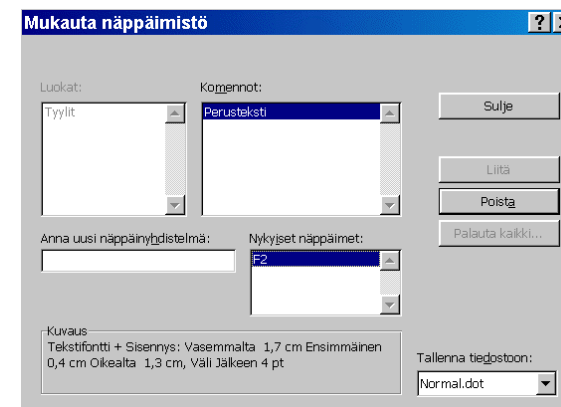 Mukauta näppäimistö
Luokat:
Komennot:
Tyylit
Perusteksti
Sulje
Liitä
Poista
Palauta kaikki...
Anna uusi näppäinyhdistelmä:
Nykyiset näppäimet:
F2
Kuvaus
Tekstifontti + Sisennys: Vasemmalta 1,7 cm Ensimmäinen
0,4 cm Oikealta 1,3 cm, Väli Jälkeen 4 pt
Tallenna tiedostoon:
Normal.dot